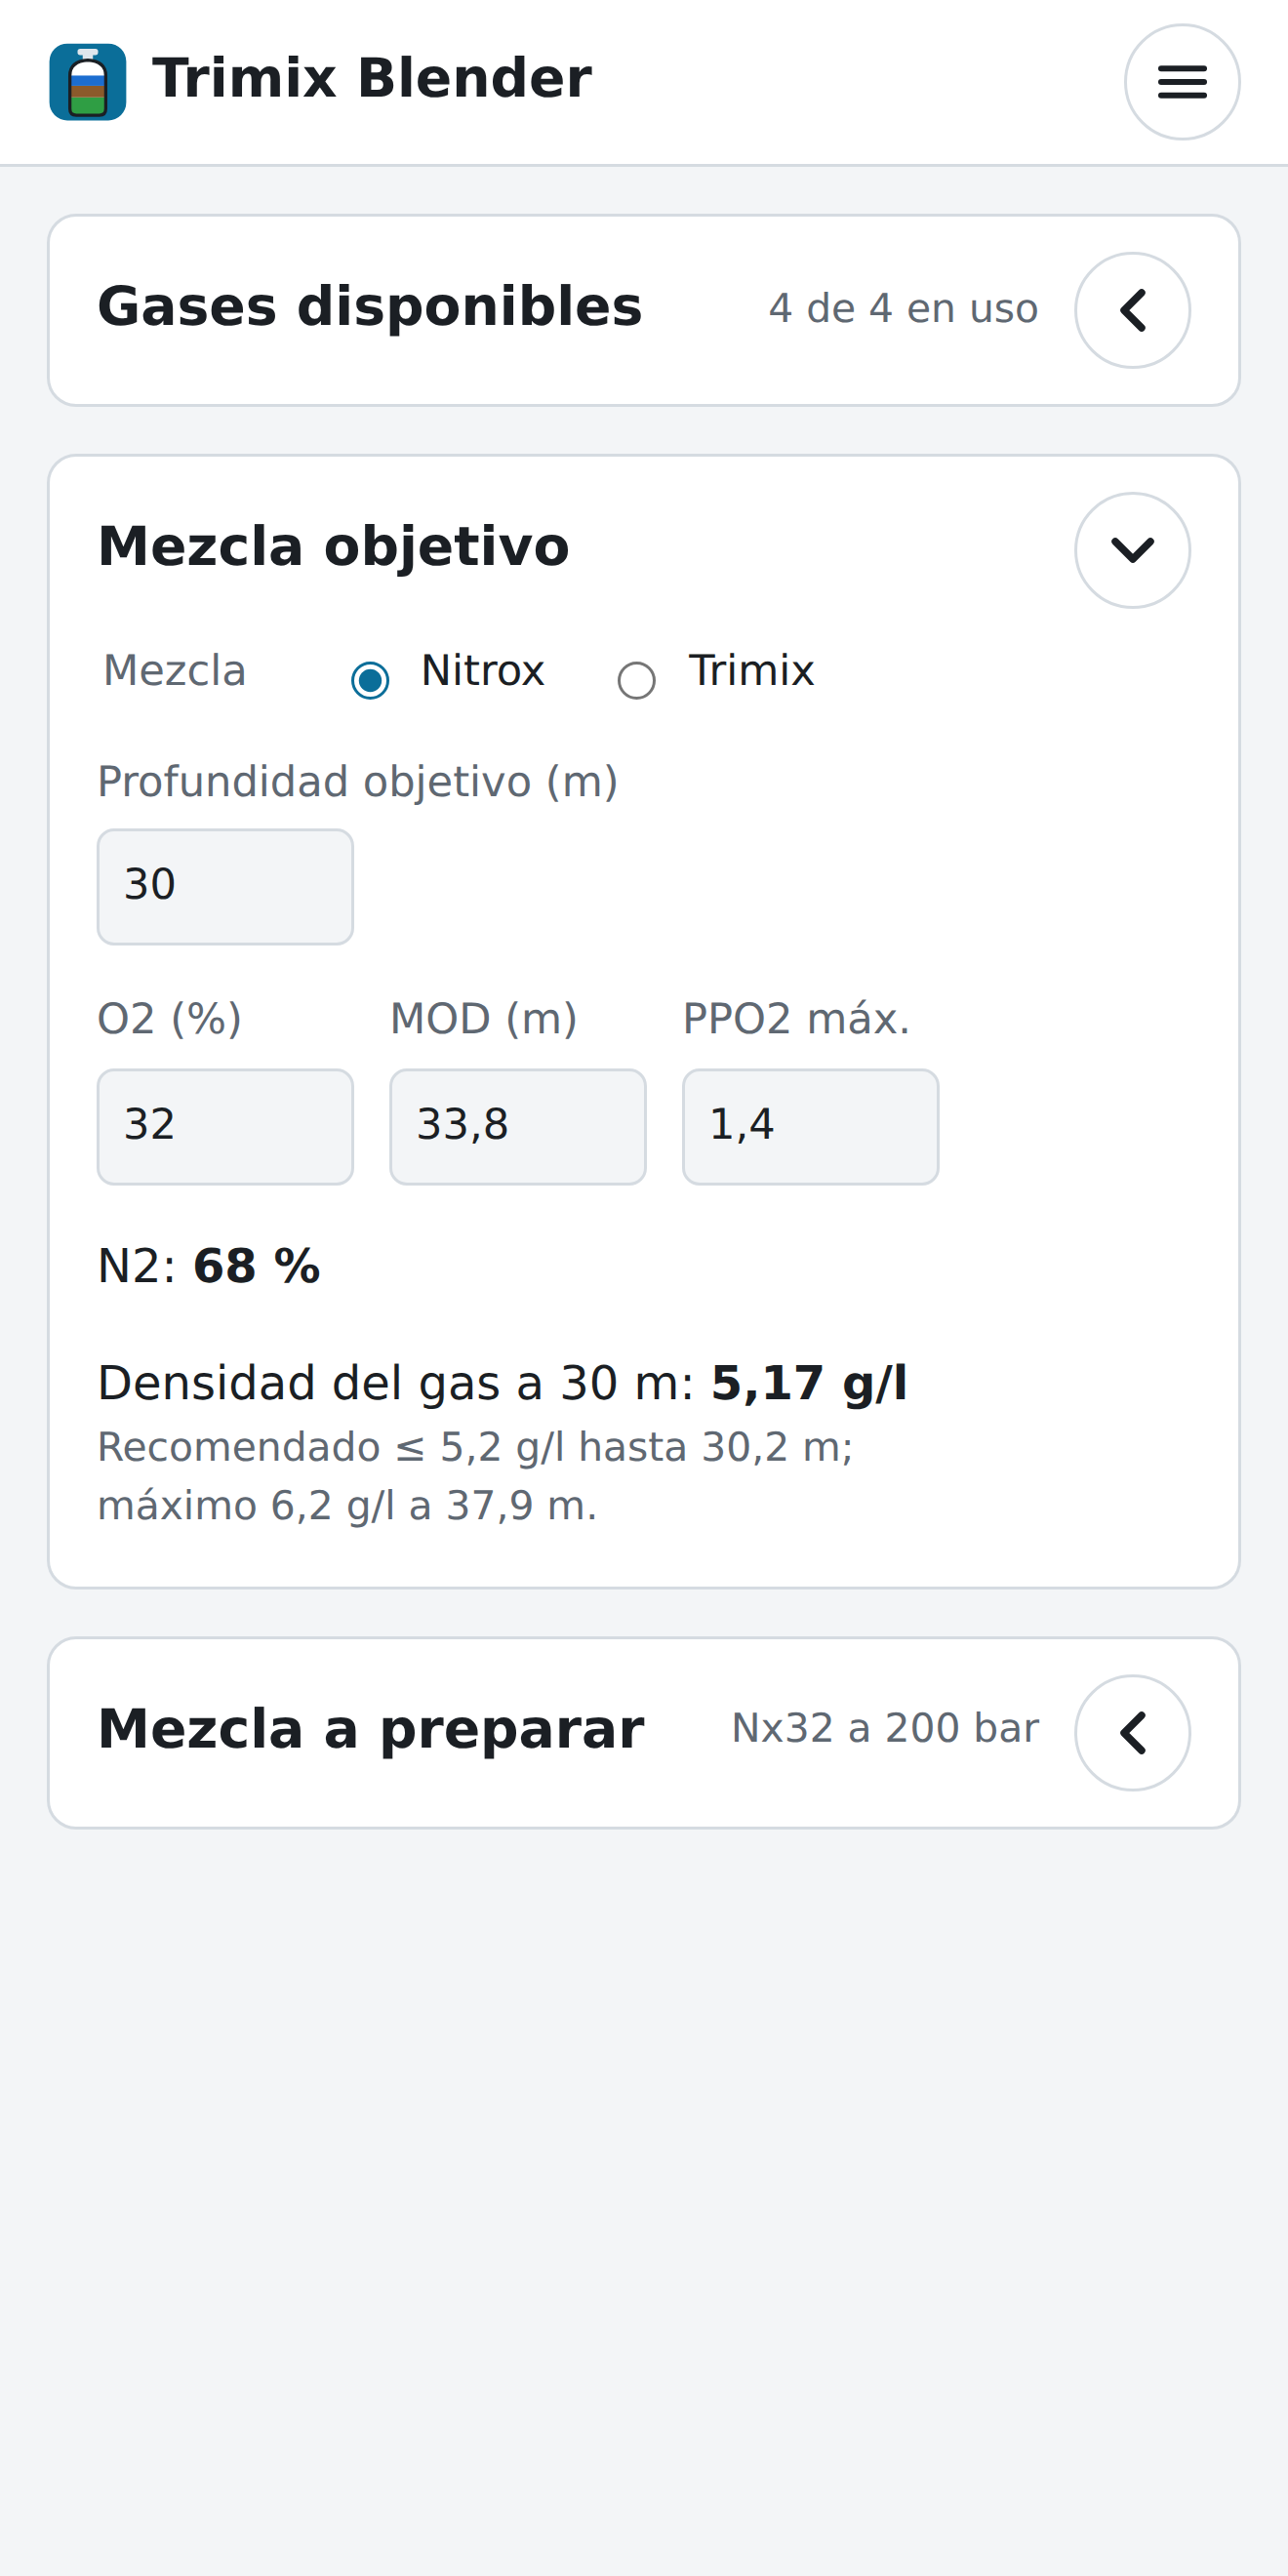 Trimix Blender
Gases disponibles 4 de 4 en uso
Mezcla objetivo
Mezcla Nitrox Trimix
Profundidad objetivo (m)
30
O2 (%) MOD (m) PPO2 máx.
32 33,8 1,4
N2: 68 %
Densidad del gas a 30 m: 5,17 g/l
Recomendado ≤ 5,2 g/l hasta 30,2 m;
máximo 6,2 g/l a 37,9 m.
Mezcla a preparar Nx32 a 200 bar